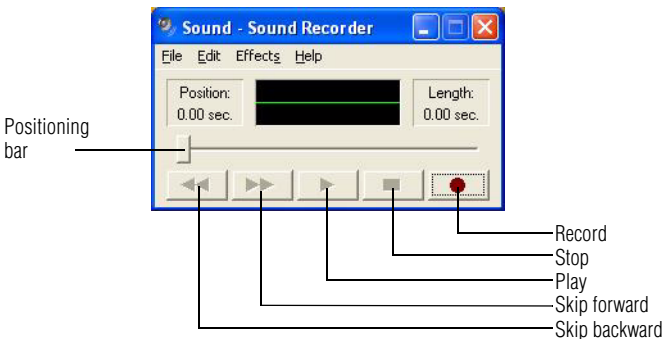 Sound - Sound Recorder
File Edit Effects Help
Position:
0.00 sec.
Length:
0.00 sec.
Positioning
bar
Record
Stop
Play
Skip forward
Skip backward